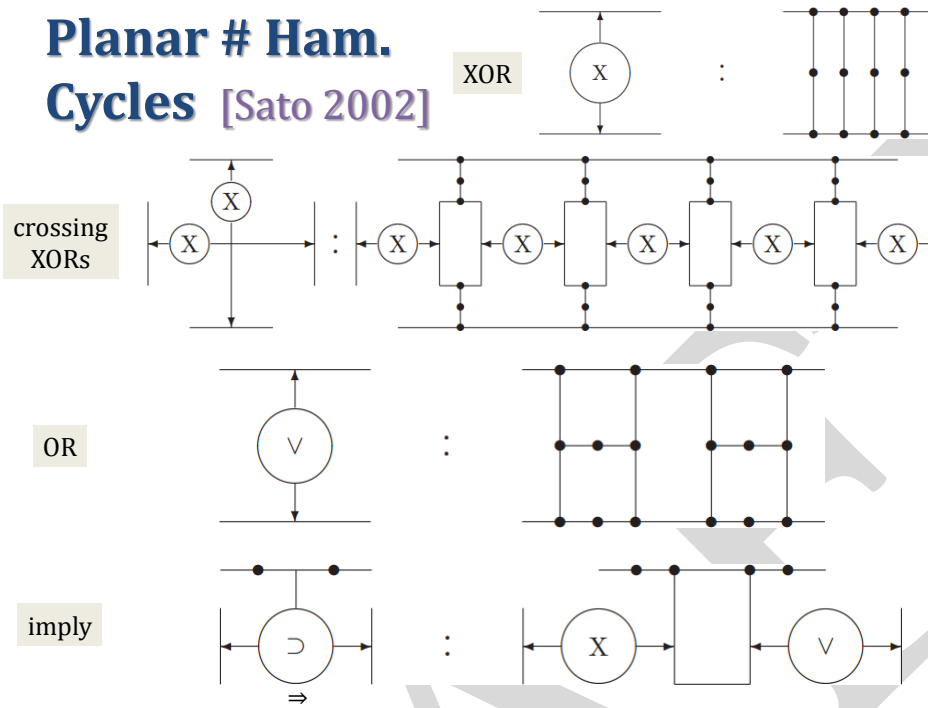 Planar # Ham.
Cycles [Sato 2002]
XOR
X
:
crossing
XORs
X
X
:
X
X
X
X
X
OR
∨
:
imply
⊃
⇒
:
X
∨